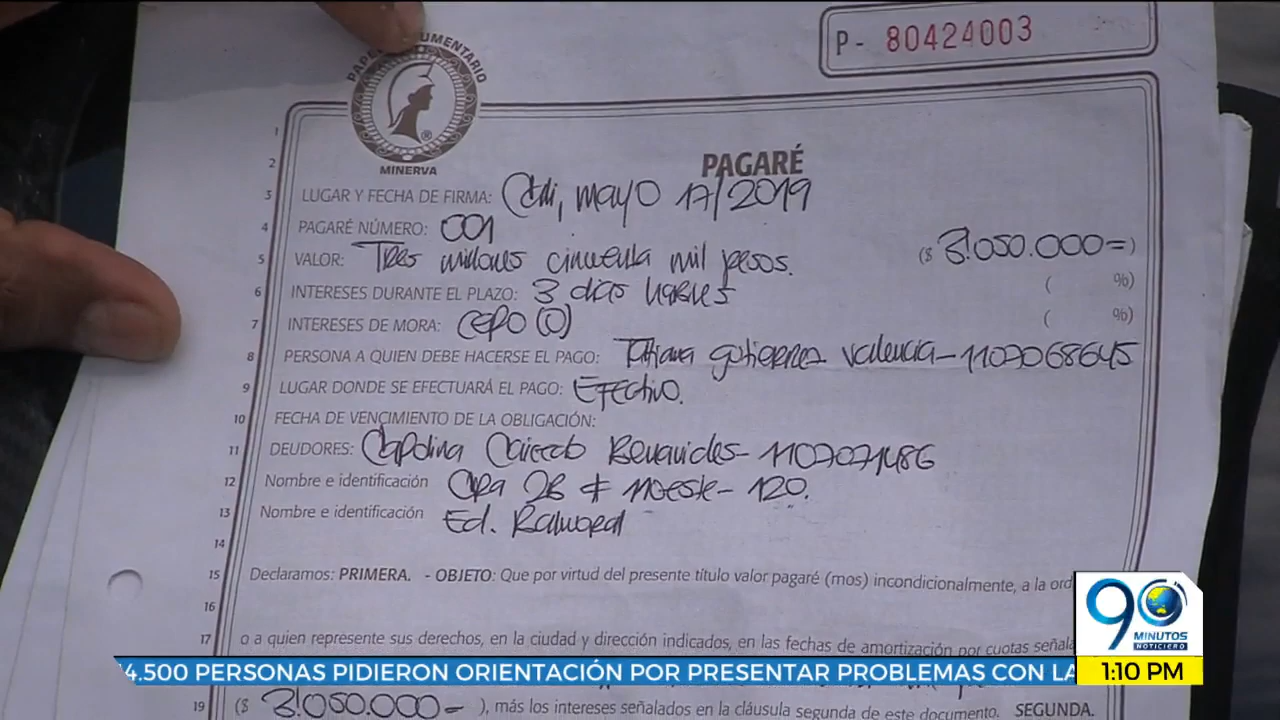 PAPEL DOCUMENTARIO
MINERVA
P- 80424003
1
2 PAGARÉ
3 LUGAR Y FECHA DE FIRMA: Cali, mayo 17/2019
4 PAGARÉ NÚMERO: 001
5 VALOR: Tres millones cincuenta mil pesos. ($ 3.050.000=)
6 INTERESES DURANTE EL PLAZO: 3 días hábiles ( %)
7 INTERESES DE MORA: CERO (0) ( %)
8 PERSONA A QUIEN DEBE HACERSE EL PAGO: Tatiana gutierrez valencia-1107068645
9 LUGAR DONDE SE EFECTUARÁ EL PAGO: Efectivo.
10 FECHA DE VENCIMIENTO DE LA OBLIGACIÓN:
11 DEUDORES: Carolina Caicedo Benavides- 1107071486
12 Nombre e identificación Cra 2B # 11oeste- 120.
13 Nombre e identificación Ed. Balmoral
14
15 Declaramos: PRIMERA. - OBJETO: Que por virtud del presente título valor pagaré (mos) incondicionalmente, a la ord
16
17 o a quien represente sus derechos, en la ciudad y dirección indicados, en las fechas de amortización por cuotas señala
90 MINUTOS NOTICIERO
4.500 PERSONAS PIDIERON ORIENTACIÓN POR PRESENTAR PROBLEMAS CON LA
1:10 PM
19 ($ 3.050.000= ), más los intereses señalados en la cláusula segunda de este documento. SEGUNDA.